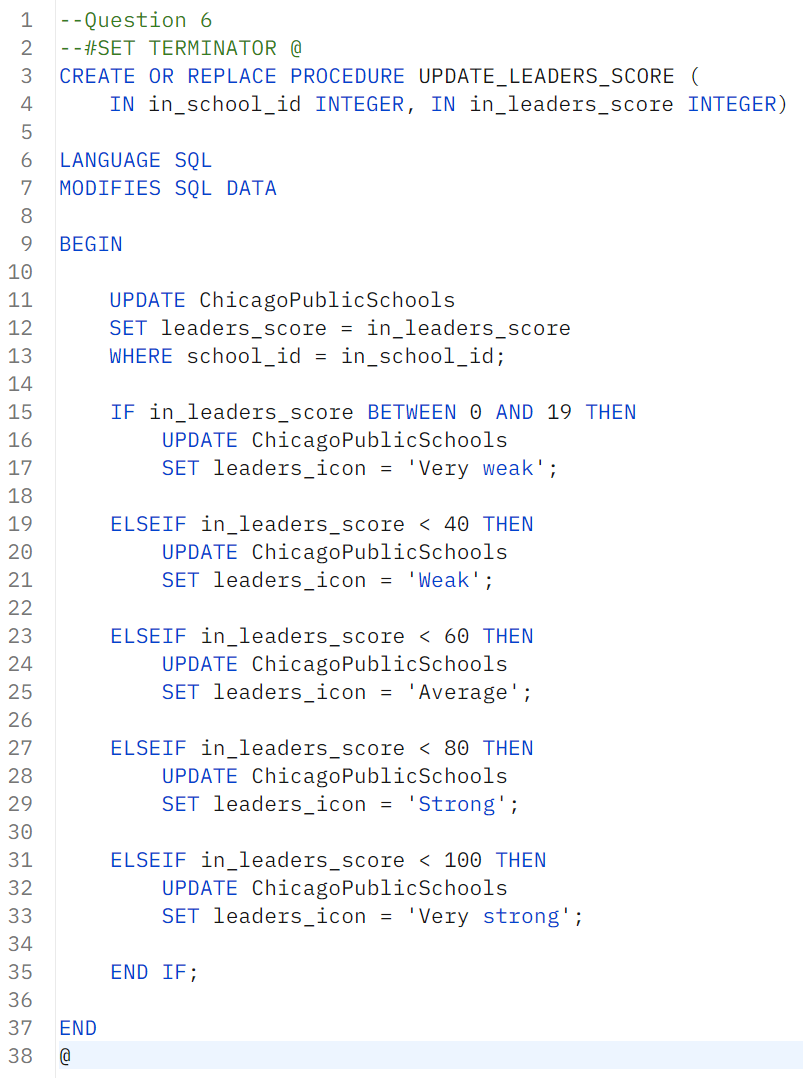 1 --Question 6
2 --#SET TERMINATOR @
3 CREATE OR REPLACE PROCEDURE UPDATE_LEADERS_SCORE (
4     IN in_school_id INTEGER, IN in_leaders_score INTEGER)
5
6 LANGUAGE SQL
7 MODIFIES SQL DATA
8
9 BEGIN
10
11     UPDATE ChicagoPublicSchools
12     SET leaders_score = in_leaders_score
13     WHERE school_id = in_school_id;
14
15     IF in_leaders_score BETWEEN 0 AND 19 THEN
16         UPDATE ChicagoPublicSchools
17         SET leaders_icon = 'Very weak';
18
19     ELSEIF in_leaders_score < 40 THEN
20         UPDATE ChicagoPublicSchools
21         SET leaders_icon = 'Weak';
22
23     ELSEIF in_leaders_score < 60 THEN
24         UPDATE ChicagoPublicSchools
25         SET leaders_icon = 'Average';
26
27     ELSEIF in_leaders_score < 80 THEN
28         UPDATE ChicagoPublicSchools
29         SET leaders_icon = 'Strong';
30
31     ELSEIF in_leaders_score < 100 THEN
32         UPDATE ChicagoPublicSchools
33         SET leaders_icon = 'Very strong';
34
35     END IF;
36
37 END
38 @